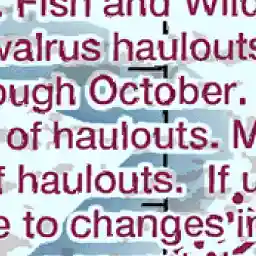 Fish and Wild
walrus haulouts
ough October.
of haulouts. M
f haulouts. If u
e to changes in